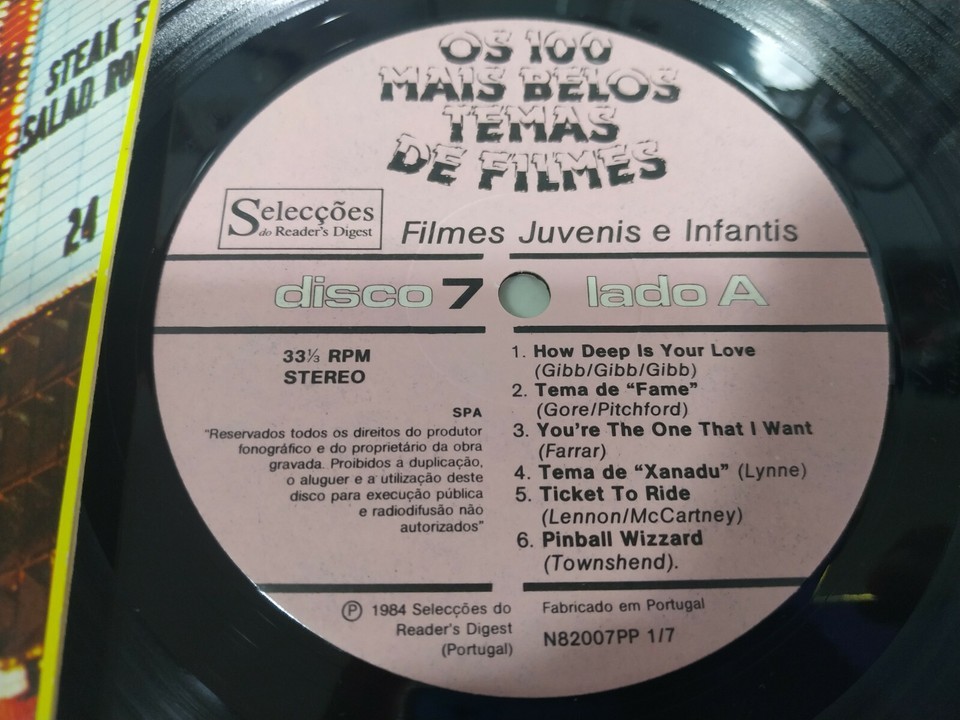 STEAK
SALAD.
24
OS 100
MAIS BELOS
TEMAS
DE FILMES
Selecções
do Reader's Digest
Filmes Juvenis e Infantis
disco 7 lado A
33⅓ RPM
STEREO
SPA
"Reservados todos os direitos do produtor
fonográfico e do proprietário da obra
gravada. Proibidos a duplicação,
o aluguer e a utilização deste
disco para execução pública
e radiodifusão não
autorizados"
1. How Deep Is Your Love
(Gibb/Gibb/Gibb)
2. Tema de "Fame"
(Gore/Pitchford)
3. You're The One That I Want
(Farrar)
4. Tema de "Xanadu" (Lynne)
5. Ticket To Ride
(Lennon/McCartney)
6. Pinball Wizzard
(Townshend).
Ⓟ 1984 Selecções do
Reader's Digest
(Portugal)
Fabricado em Portugal
N82007PP 1/7